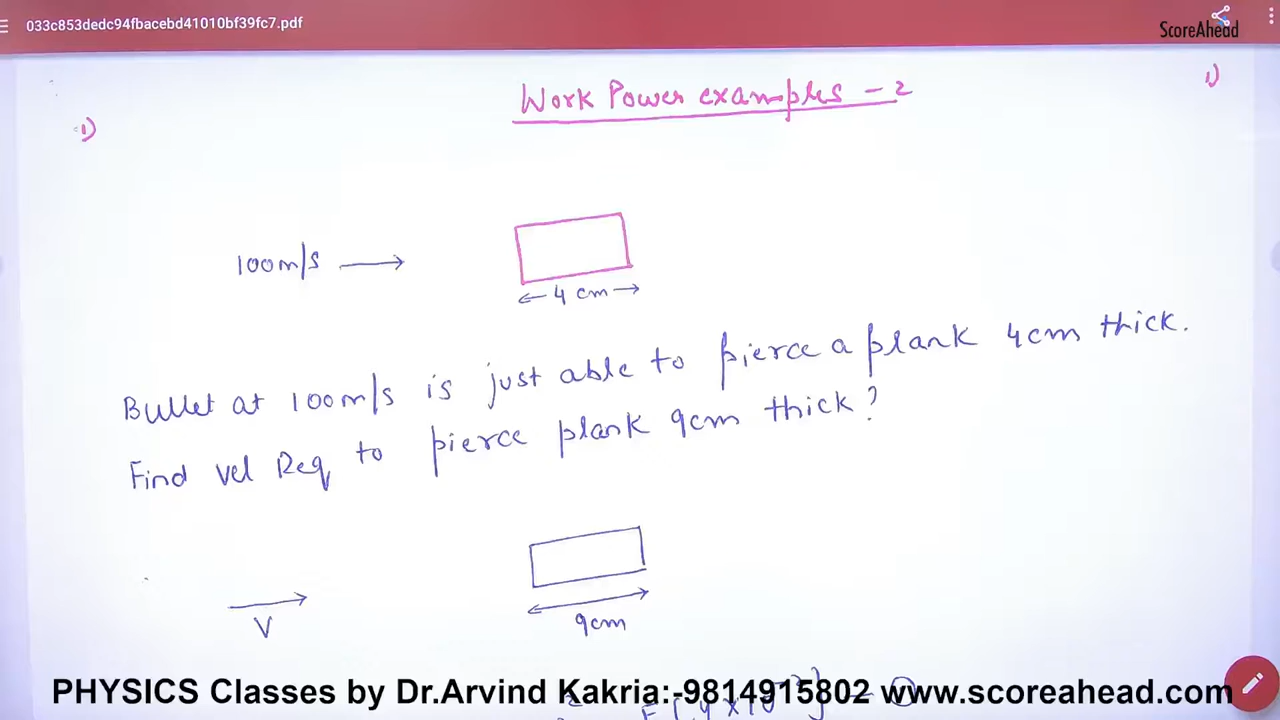 033c853dedc94fbacebd41010bf39fc7.pdf
ScoreAhead
Work Power examples - 2
1)
1)
100m/s
4 cm
Bullet at 100m/s is just able to pierce a plank 4cm thick.
Find vel Req to pierce plank 9cm thick?
9cm
V
PHYSICS Classes by Dr.Arvind Kakria:-9814915802 www.scoreahead.com